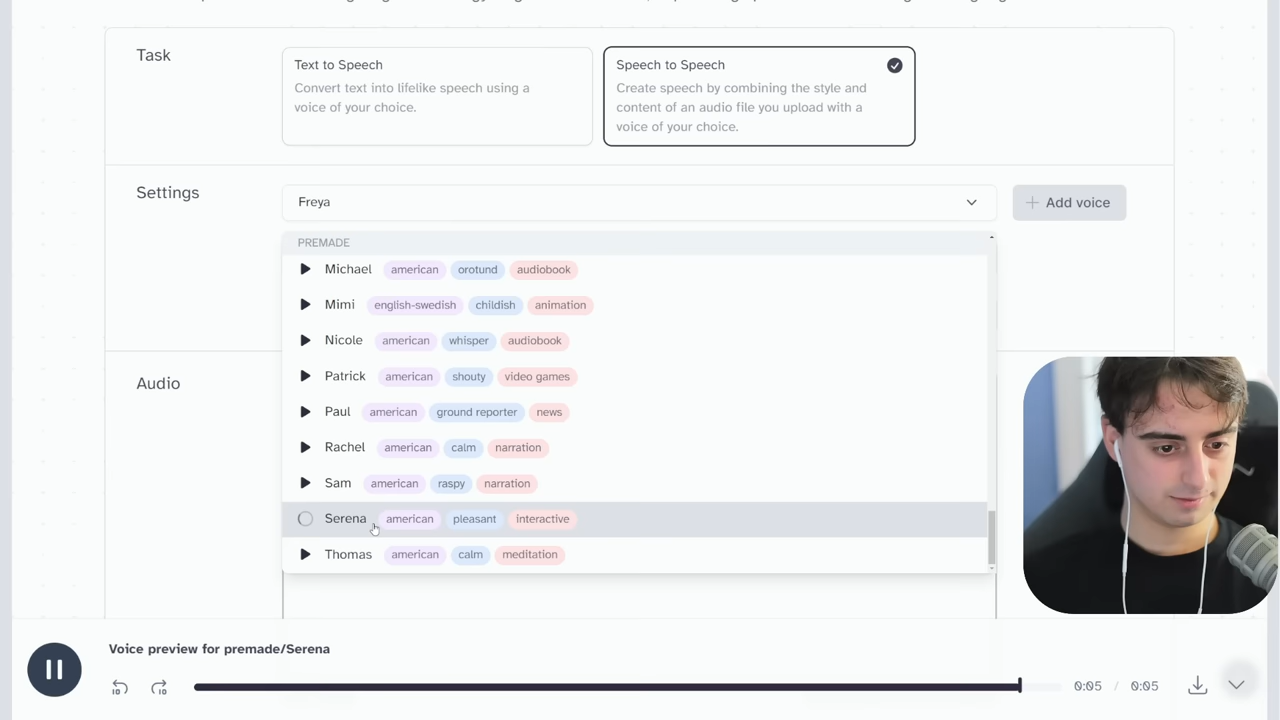 Task
Text to Speech
Convert text into lifelike speech using a
voice of your choice.
Speech to Speech
Create speech by combining the style and
content of an audio file you upload with a
voice of your choice.
Settings
Freya
Add voice
PREMADE
Michael american orotund audiobook
Mimi english-swedish childish animation
Nicole american whisper audiobook
Patrick american shouty video games
Paul american ground reporter news
Rachel american calm narration
Sam american raspy narration
Serena american pleasant interactive
Thomas american calm meditation
Audio
Voice preview for premade/Serena
10 10 0:05 / 0:05